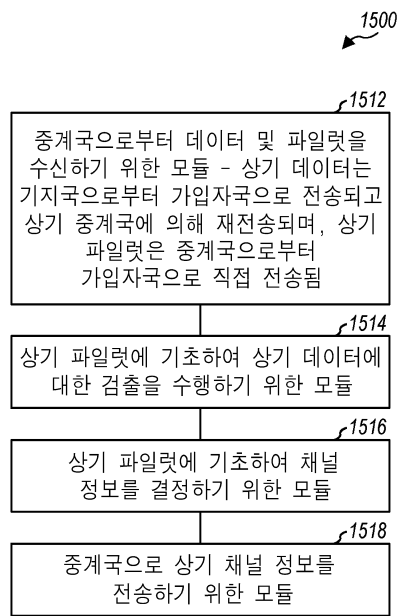 1500
1512
중계국으로부터 데이터 및 파일럿을
수신하기 위한 모듈 - 상기 데이터는
기지국으로부터 가입자국으로 전송되고
상기 중계국에 의해 재전송되며, 상기
파일럿은 중계국으로부터
가입자국으로 직접 전송됨
1514
상기 파일럿에 기초하여 상기 데이터에
대한 검출을 수행하기 위한 모듈
1516
상기 파일럿에 기초하여 채널
정보를 결정하기 위한 모듈
1518
중계국으로 상기 채널 정보를
전송하기 위한 모듈